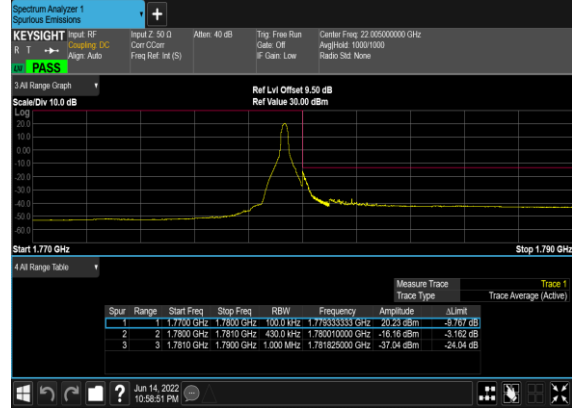 Spectrum Analyzer 1
Spurious Emissions
+
KEYSIGHT Input: RF Input Z: 50 Ω Atten: 40 dB Trig: Free Run Center Freq: 22.005000000 GHz
R T Coupling: DC Corr CCorr Gate: Off Avg|Hold: 1000/1000
Align: Auto Freq Ref: Int (S) IF Gain: Low Radio Std: None
PASS
3 All Range Graph
Ref Lvl Offset 9.50 dB
Scale/Div 10.0 dB Ref Value 30.00 dBm
Log
20.0
10.0
0.00
-10.0
-20.0
-30.0
-40.0
-50.0
-60.0
Start 1.770 GHz Stop 1.790 GHz
4 All Range Table
Measure Trace Trace 1
Trace Type Trace Average (Active)
Spur Range Start Freq Stop Freq RBW Frequency Amplitude ΔLimit
1 1 1.7700 GHz 1.7800 GHz 100.0 kHz 1.779333333 GHz 20.23 dBm -9.767 dB
2 2 1.7800 GHz 1.7810 GHz 430.0 kHz 1.780010000 GHz -16.16 dBm -3.162 dB
3 3 1.7810 GHz 1.7900 GHz 1.000 MHz 1.781825000 GHz -37.04 dBm -24.04 dB
? Jun 14, 2022
10:58:51 PM